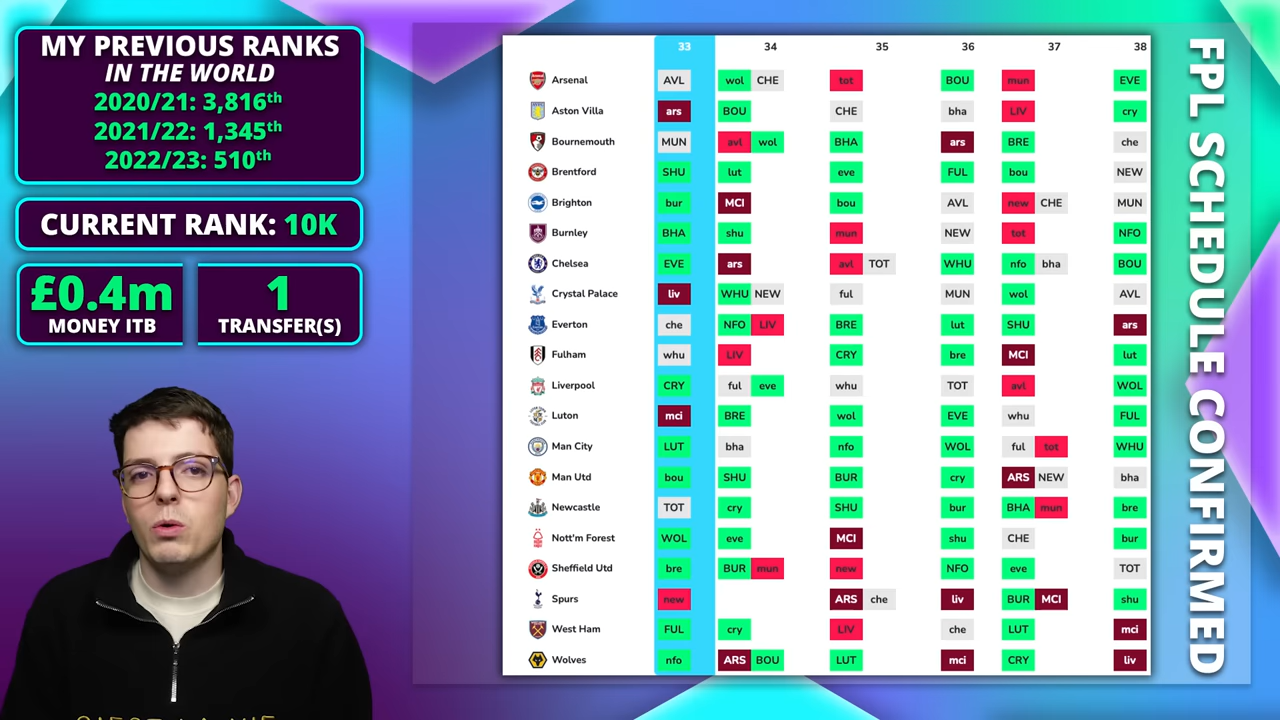 MY PREVIOUS RANKS
IN THE WORLD
2020/21: 3,816th
2021/22: 1,345th
2022/23: 510th
CURRENT RANK: 10K
£0.4m
MONEY ITB
1
TRANSFER(S)
33 34 35 36 37 38
Arsenal AVL wol CHE tot BOU mun EVE
Aston Villa ars BOU CHE bha LIV cry
Bournemouth MUN avl wol BHA ars BRE che
Brentford SHU lut eve FUL bou NEW
Brighton bur MCI bou AVL new CHE MUN
Burnley BHA shu mun NEW tot NFO
Chelsea EVE ars avl TOT WHU nfo bha BOU
Crystal Palace liv WHU NEW ful MUN wol AVL
Everton che NFO LIV BRE lut SHU ars
Fulham whu LIV CRY bre MCI lut
Liverpool CRY ful eve whu TOT avl WOL
Luton mci BRE wol EVE whu FUL
Man City LUT bha nfo WOL ful tot WHU
Man Utd bou SHU BUR cry ARS NEW bha
Newcastle TOT cry SHU bur BHA mun bre
Nott'm Forest WOL eve MCI shu CHE bur
Sheffield Utd bre BUR mun new NFO eve TOT
Spurs new ARS che liv BUR MCI shu
West Ham FUL cry LIV che LUT mci
Wolves nfo ARS BOU LUT mci CRY liv
FPL SCHEDULE CONFIRMED